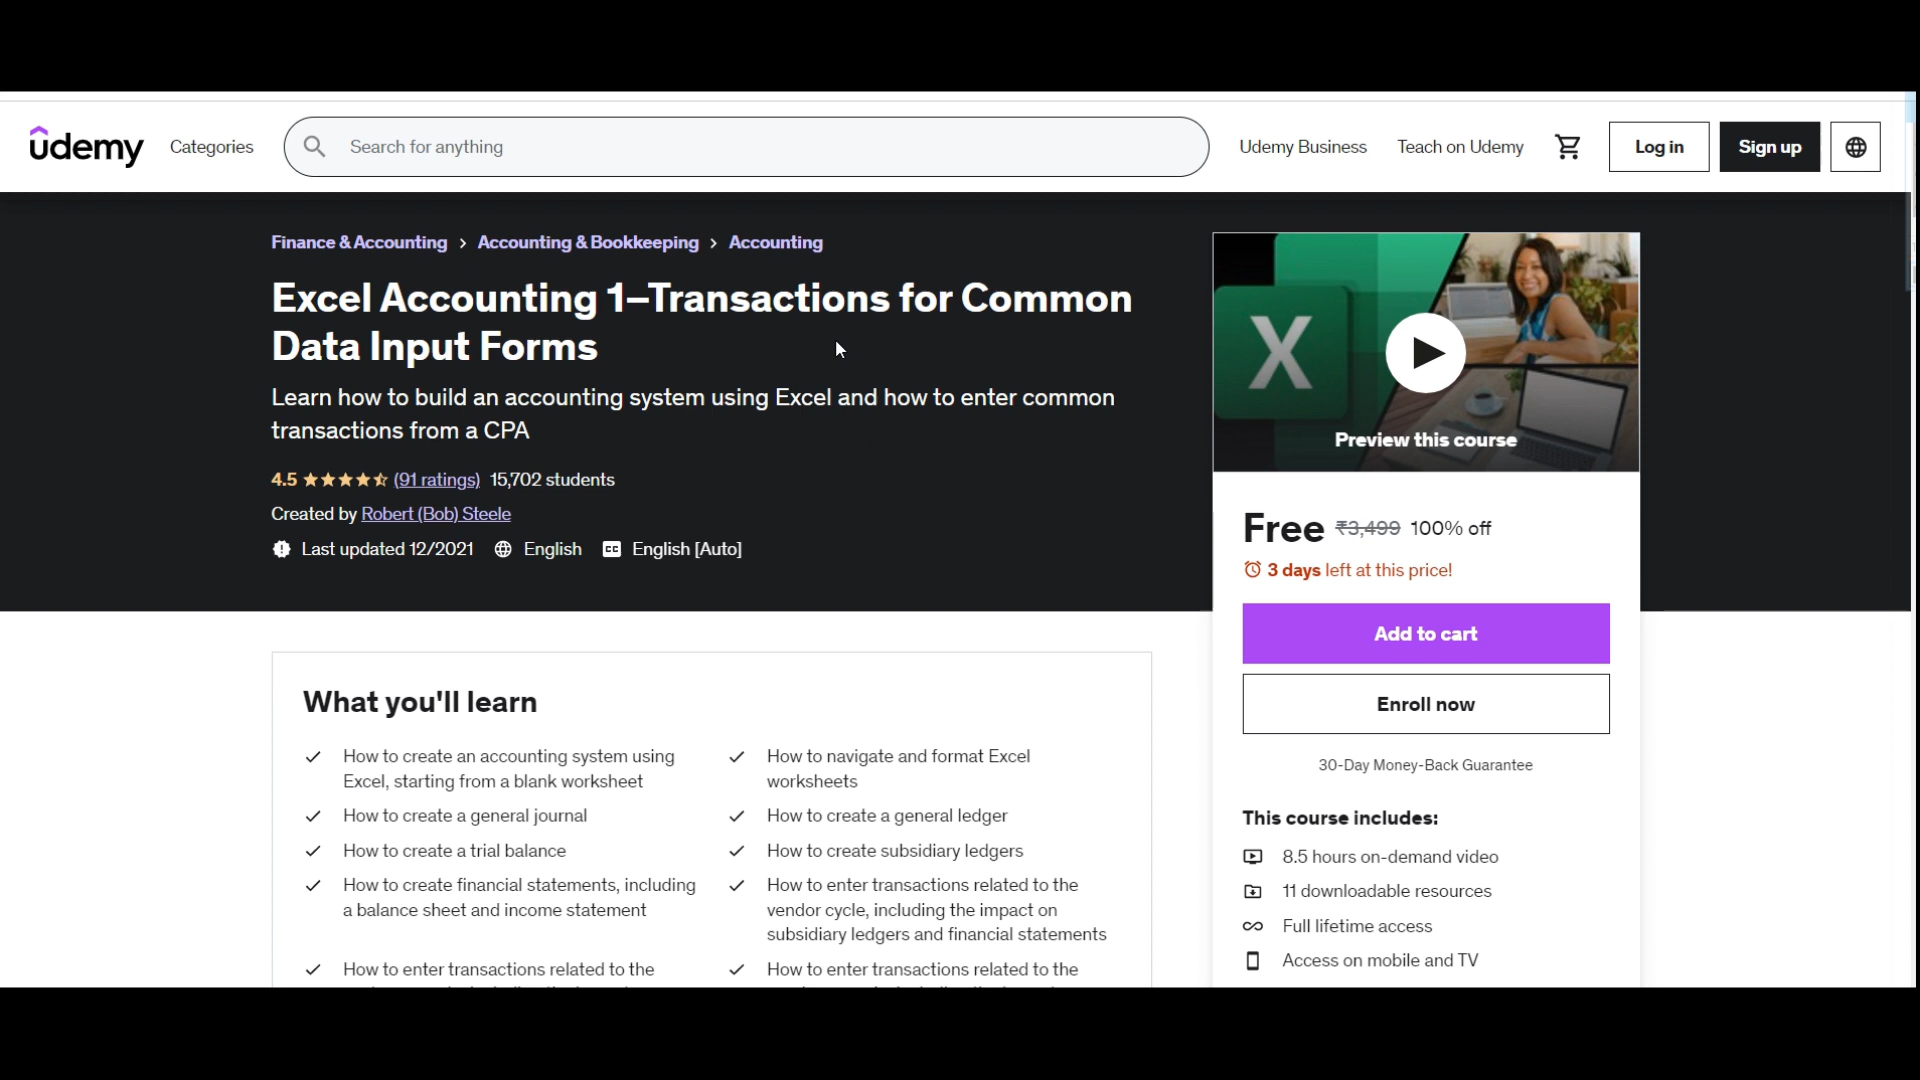 udemy
Categories
Search for anything
Udemy Business
Teach on Udemy
Log in
Sign up
Finance & Accounting > Accounting & Bookkeeping > Accounting
Excel Accounting 1–Transactions for Common
Data Input Forms
Learn how to build an accounting system using Excel and how to enter common
transactions from a CPA
4.5 (91 ratings) 15,702 students
Created by Robert (Bob) Steele
Last updated 12/2021 English CC English [Auto]
X
Preview this course
Free ₹3,499 100% off
3 days left at this price!
Add to cart
Enroll now
30-Day Money-Back Guarantee
This course includes:
8.5 hours on-demand video
11 downloadable resources
Full lifetime access
Access on mobile and TV
What you'll learn
How to create an accounting system using
Excel, starting from a blank worksheet
How to navigate and format Excel
worksheets
How to create a general journal
How to create a general ledger
How to create a trial balance
How to create subsidiary ledgers
How to create financial statements, including
a balance sheet and income statement
How to enter transactions related to the
vendor cycle, including the impact on
subsidiary ledgers and financial statements
How to enter transactions related to the
How to enter transactions related to the